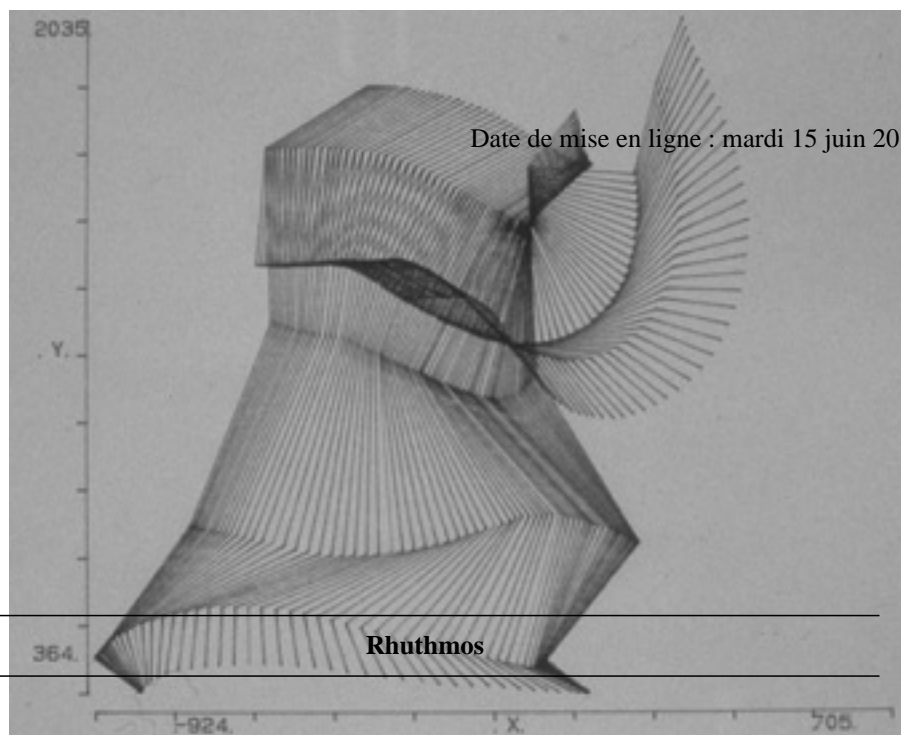 2035
Date de mise en ligne : mardi 15 juin 20
Y.
Rhuthmos
364.
-924.
X.
705.